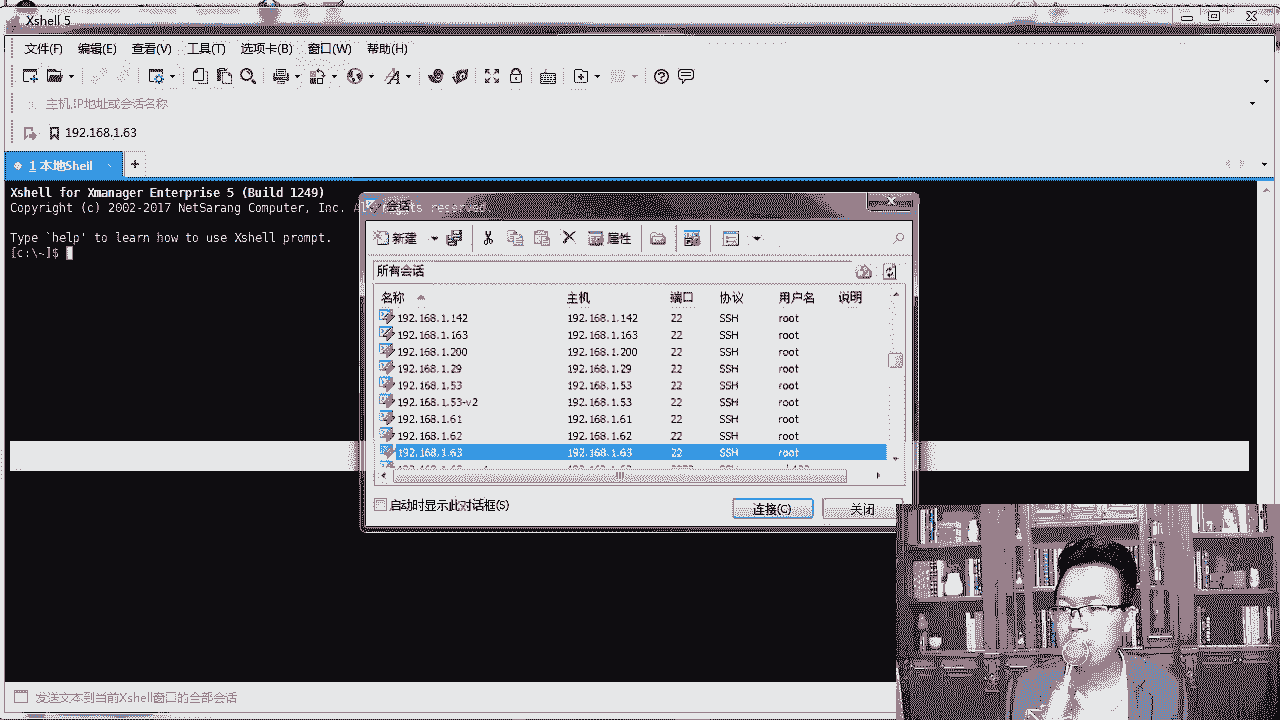 Xshell 5
文件(F) 编辑(E) 查看(V) 工具(T) 选项卡(B) 窗口(W) 帮助(H)
主机,IP地址或会话名称
192.168.1.63
1 本地Shell
Xshell for Xmanager Enterprise 5 (Build 1249)
Copyright (c) 2002-2017 NetSarang Computer, Inc. All rights reserved
Type `help' to learn how to use Xshell prompt.
[c:\~]$
会话
新建 属性
所有会话
名称 主机 端口 协议 用户名 说明
192.168.1.142 192.168.1.142 22 SSH root
192.168.1.163 192.168.1.163 22 SSH root
192.168.1.200 192.168.1.200 22 SSH root
192.168.1.29 192.168.1.29 22 SSH root
192.168.1.53 192.168.1.53 22 SSH root
192.168.1.53-v2 192.168.1.53 22 SSH root
192.168.1.61 192.168.1.61 22 SSH root
192.168.1.62 192.168.1.62 22 SSH root
192.168.1.63 192.168.1.63 22 SSH root
启动时显示此对话框(S)
连接(C) 关闭
发送文本到当前Xshell窗口的全部会话